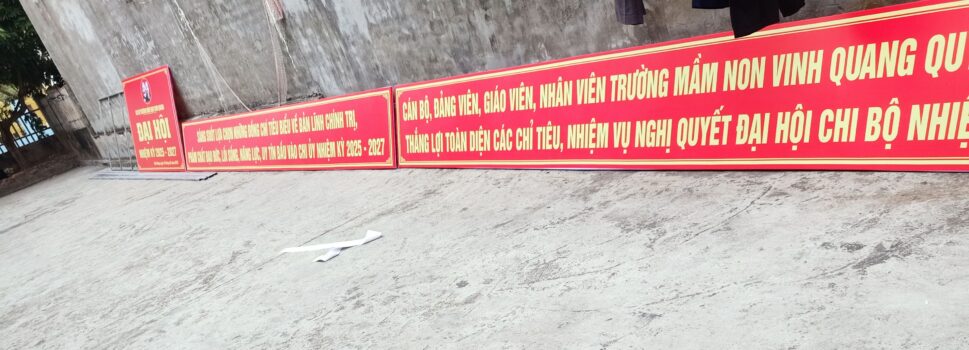 ĐẠI HỘI
NHIỆM KỲ 2025 - 2027
SÁNG SUỐT LỰA CHỌN NHỮNG ĐỒNG CHÍ TIÊU BIỂU VỀ BẢN LĨNH CHÍNH TRỊ,
PHẨM CHẤT ĐẠO ĐỨC, LỐI SỐNG, NĂNG LỰC, UY TÍN BẦU VÀO CHI ỦY NHIỆM KỲ 2025 - 2027
CÁN BỘ, ĐẢNG VIÊN, GIÁO VIÊN, NHÂN VIÊN TRƯỜNG MẦM NON VINH QUANG QU
THẮNG LỢI TOÀN DIỆN CÁC CHỈ TIÊU, NHIỆM VỤ NGHỊ QUYẾT ĐẠI HỘI CHI BỘ NHIỆ